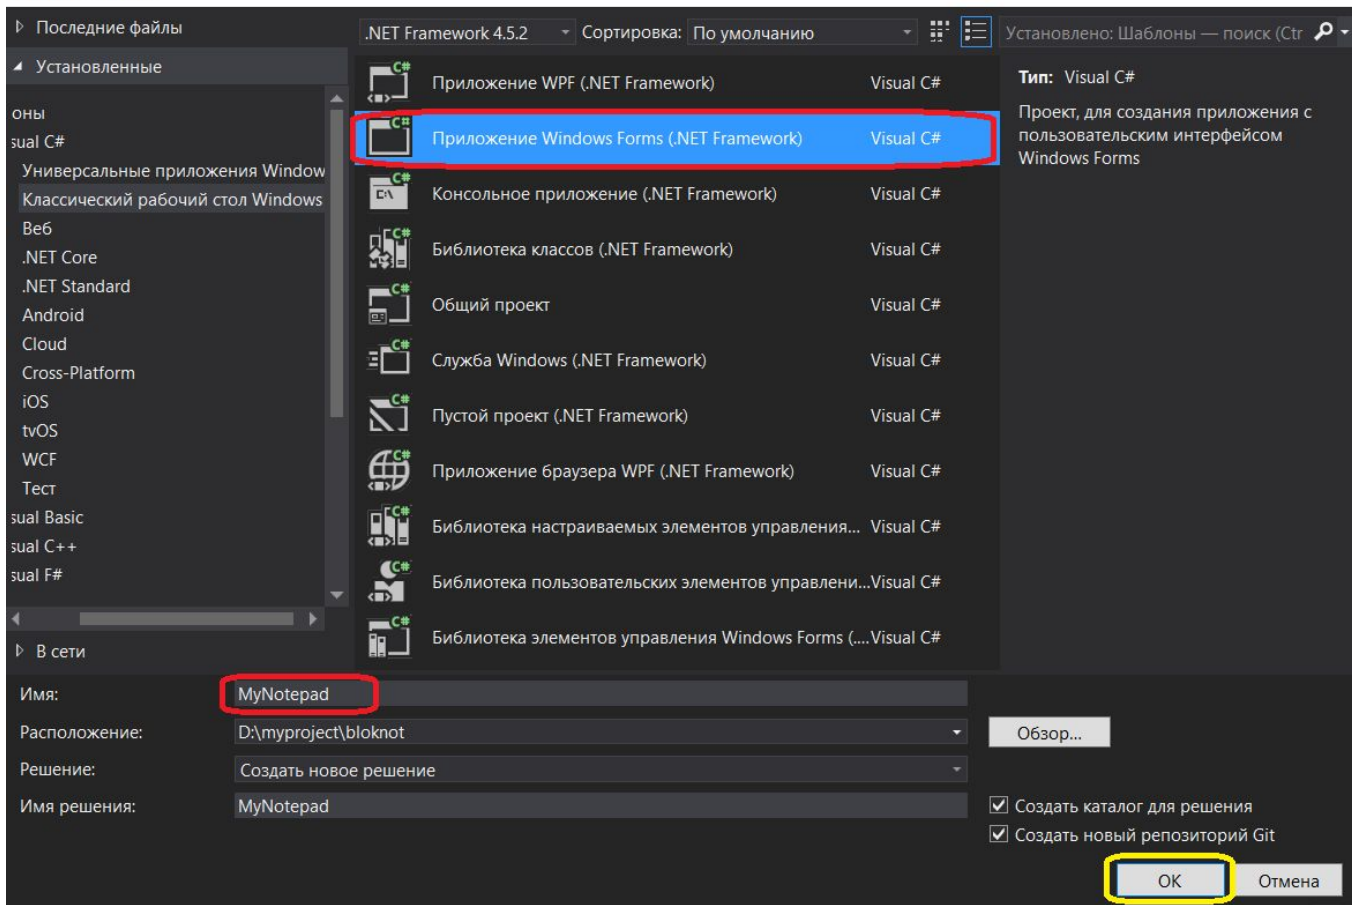 Последние файлы
.NET Framework 4.5.2 Сортировка: По умолчанию
Установлено: Шаблоны — поиск (Ctr
Установленные
оны
sual C#
Универсальные приложения Window
Классический рабочий стол Windows
Веб
.NET Core
.NET Standard
Android
Cloud
Cross-Platform
iOS
tvOS
WCF
Тест
sual Basic
sual C++
sual F#
В сети
Приложение WPF (.NET Framework) Visual C#
Приложение Windows Forms (.NET Framework) Visual C#
Консольное приложение (.NET Framework) Visual C#
Библиотека классов (.NET Framework) Visual C#
Общий проект Visual C#
Служба Windows (.NET Framework) Visual C#
Пустой проект (.NET Framework) Visual C#
Приложение браузера WPF (.NET Framework) Visual C#
Библиотека настраиваемых элементов управления... Visual C#
Библиотека пользовательских элементов управлени... Visual C#
Библиотека элементов управления Windows Forms (.... Visual C#
Тип: Visual C#
Проект, для создания приложения с
пользовательским интерфейсом
Windows Forms
Имя: MyNotepad
Расположение: D:\myproject\bloknot Обзор...
Решение: Создать новое решение
Имя решения: MyNotepad
Создать каталог для решения
Создать новый репозиторий Git
ОК Отмена